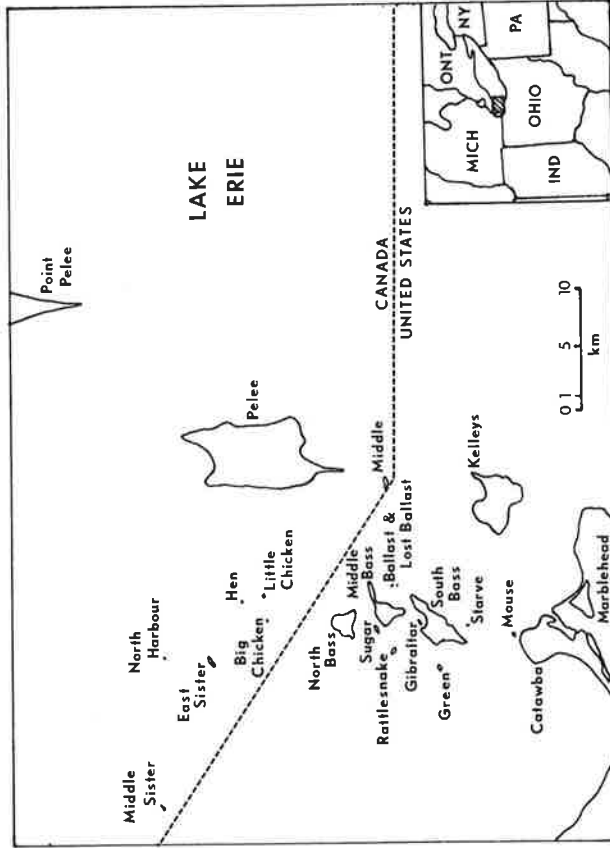 Point
Pelee
LAKE
ERIE
Pelee
North
Harbour
Middle
Sister
East
Sister
Hen
Big
Chicken
Little
Chicken
CANADA
UNITED STATES
Middle
North
Bass
Middle
Bass
Sugar
Rattlesnake
Ballast &
Lost Ballast
Gibraltar
South
Bass
Green
Starve
Kelleys
Mouse
Catawba
Marblehead
0 1 5 10
km
ONT
NY
MICH
PA
OHIO
IND